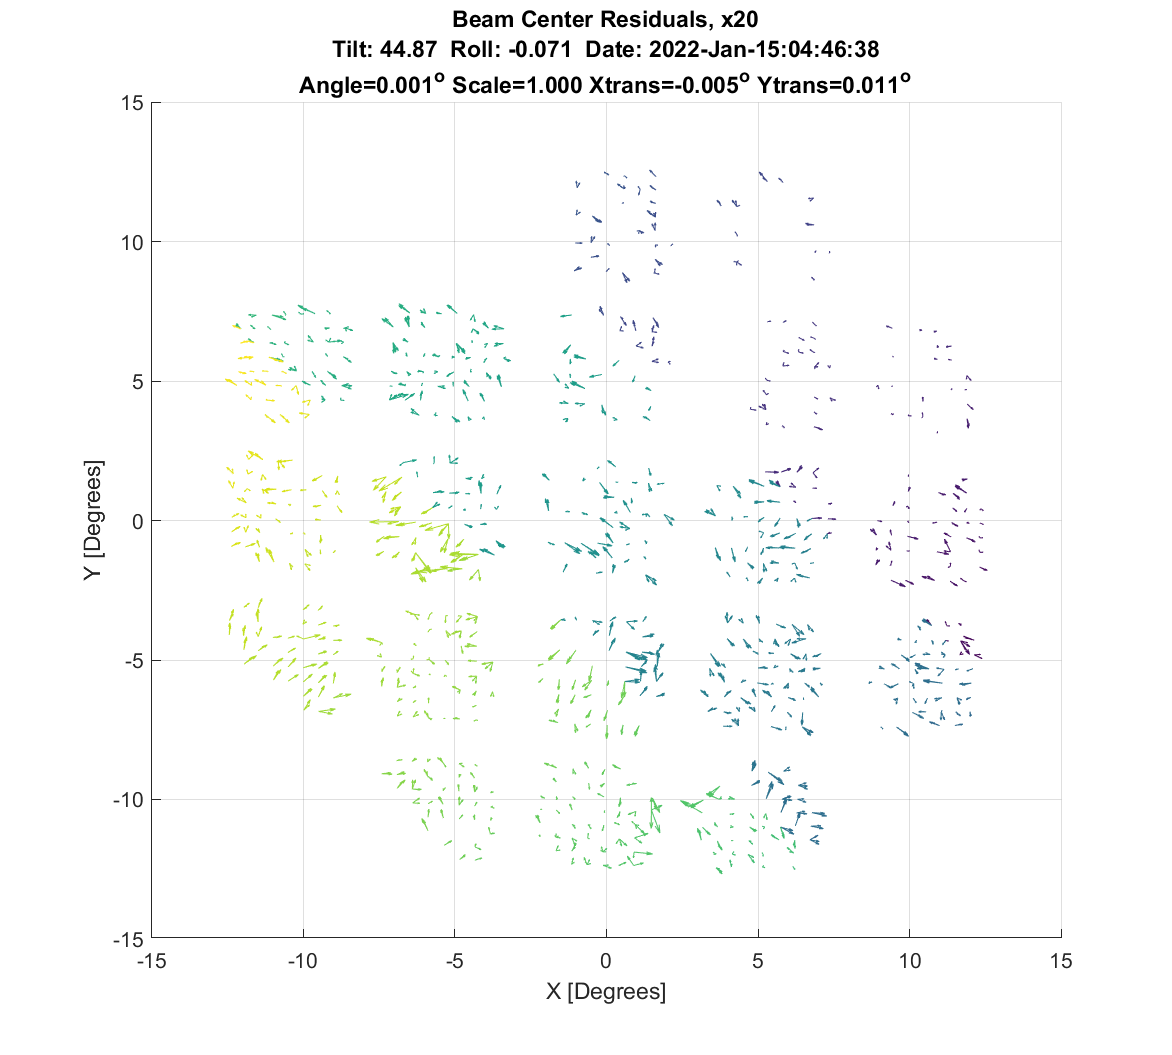 Beam Center Residuals, x20
Tilt: 44.87 Roll: -0.071 Date: 2022-Jan-15:04:46:38
Angle=0.001° Scale=1.000 Xtrans=-0.005° Ytrans=0.011°
15
10
5
0
-5
-10
-15
Y [Degrees]
-15 -10 -5 0 5 10 15
X [Degrees]